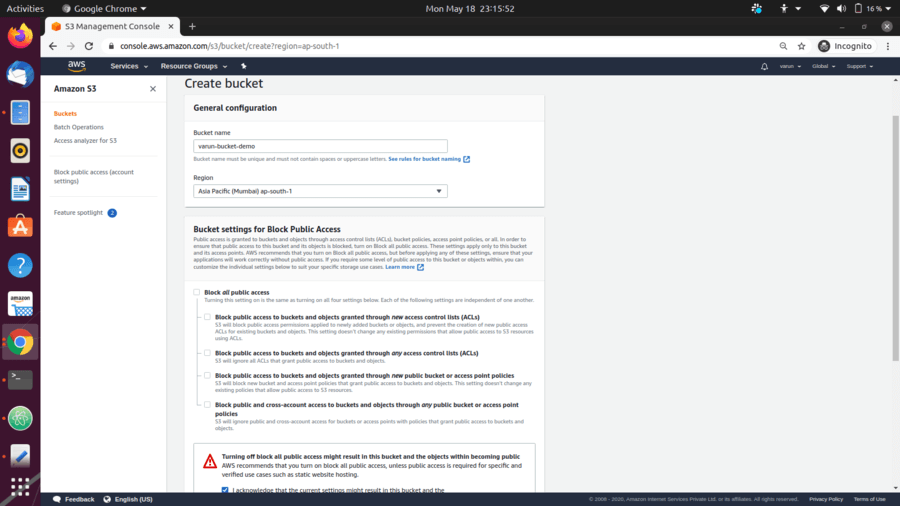 Activities
Google Chrome
Mon May 18 23:15:52
16 %
S3 Management Console
console.aws.amazon.com/s3/bucket/create?region=ap-south-1
Incognito
aws
Services
Resource Groups
varun
Global
Support
Amazon S3
Buckets
Batch Operations
Access analyzer for S3
Block public access (account
settings)
Feature spotlight 2
Create bucket
General configuration
Bucket name
varun-bucket-demo
Bucket name must be unique and must not contain spaces or uppercase letters. See rules for bucket naming
Region
Asia Pacific (Mumbai) ap-south-1
Bucket settings for Block Public Access
Public access is granted to buckets and objects through access control lists (ACLs), bucket policies, access point policies, or all. In order to
ensure that public access to this bucket and its objects is blocked, turn on Block all public access. These settings apply only to this bucket
and its access points. AWS recommends that you turn on Block all public access, but before applying any of these settings, ensure that your
applications will work correctly without public access. If you require some level of public access to this bucket or objects within, you can
customize the individual settings below to suit your specific storage use cases. Learn more
Block all public access
Turning this setting on is the same as turning on all four settings below. Each of the following settings are independent of one another.
Block public access to buckets and objects granted through new access control lists (ACLs)
S3 will block public access permissions applied to newly added buckets or objects, and prevent the creation of new public access
ACLs for existing buckets and objects. This setting doesn't change any existing permissions that allow public access to S3 resources
using ACLs.
Block public access to buckets and objects granted through any access control lists (ACLs)
S3 will ignore all ACLs that grant public access to buckets and objects.
Block public access to buckets and objects granted through new public bucket or access point policies
S3 will block new bucket and access point policies that grant public access to buckets and objects. This setting doesn't change any
existing policies that allow public access to S3 resources.
Block public and cross-account access to buckets and objects through any public bucket or access point
policies
S3 will ignore public and cross-account access for buckets or access points with policies that grant public access to buckets and
objects.
Turning off block all public access might result in this bucket and the objects within becoming public
AWS recommends that you turn on block all public access, unless public access is required for specific and
verified use cases such as static website hosting.
I acknowledge that the current settings might result in this bucket and the
amazon
Feedback
English (US)
© 2008 - 2020, Amazon Internet Services Private Ltd. or its affiliates. All rights reserved.
Privacy Policy
Terms of Use